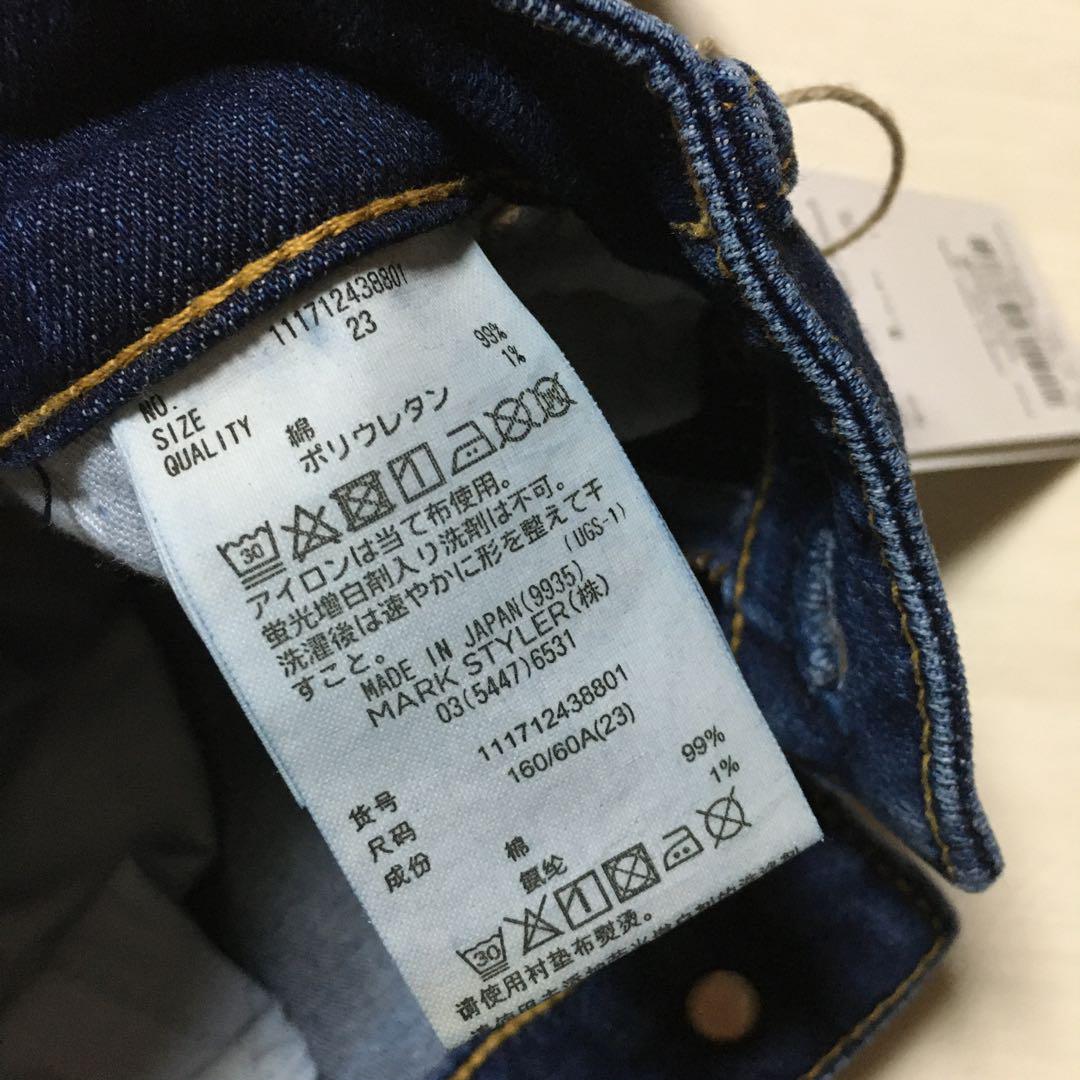 NO. 111712438801
SIZE 23
QUALITY
綿 99%
ポリウレタン 1%
30
アイロンは当て布使用。
蛍光増白剤入り洗剤は不可。
洗濯後は速やかに形を整えて干
すこと。 (UGS-1)
MADE IN JAPAN(9935)
MARK STYLER(株)
03(5447)6531
货号 111712438801
尺码 160/60A(23)
成份
棉 99%
氨纶 1%
30
请使用衬垫布熨烫。